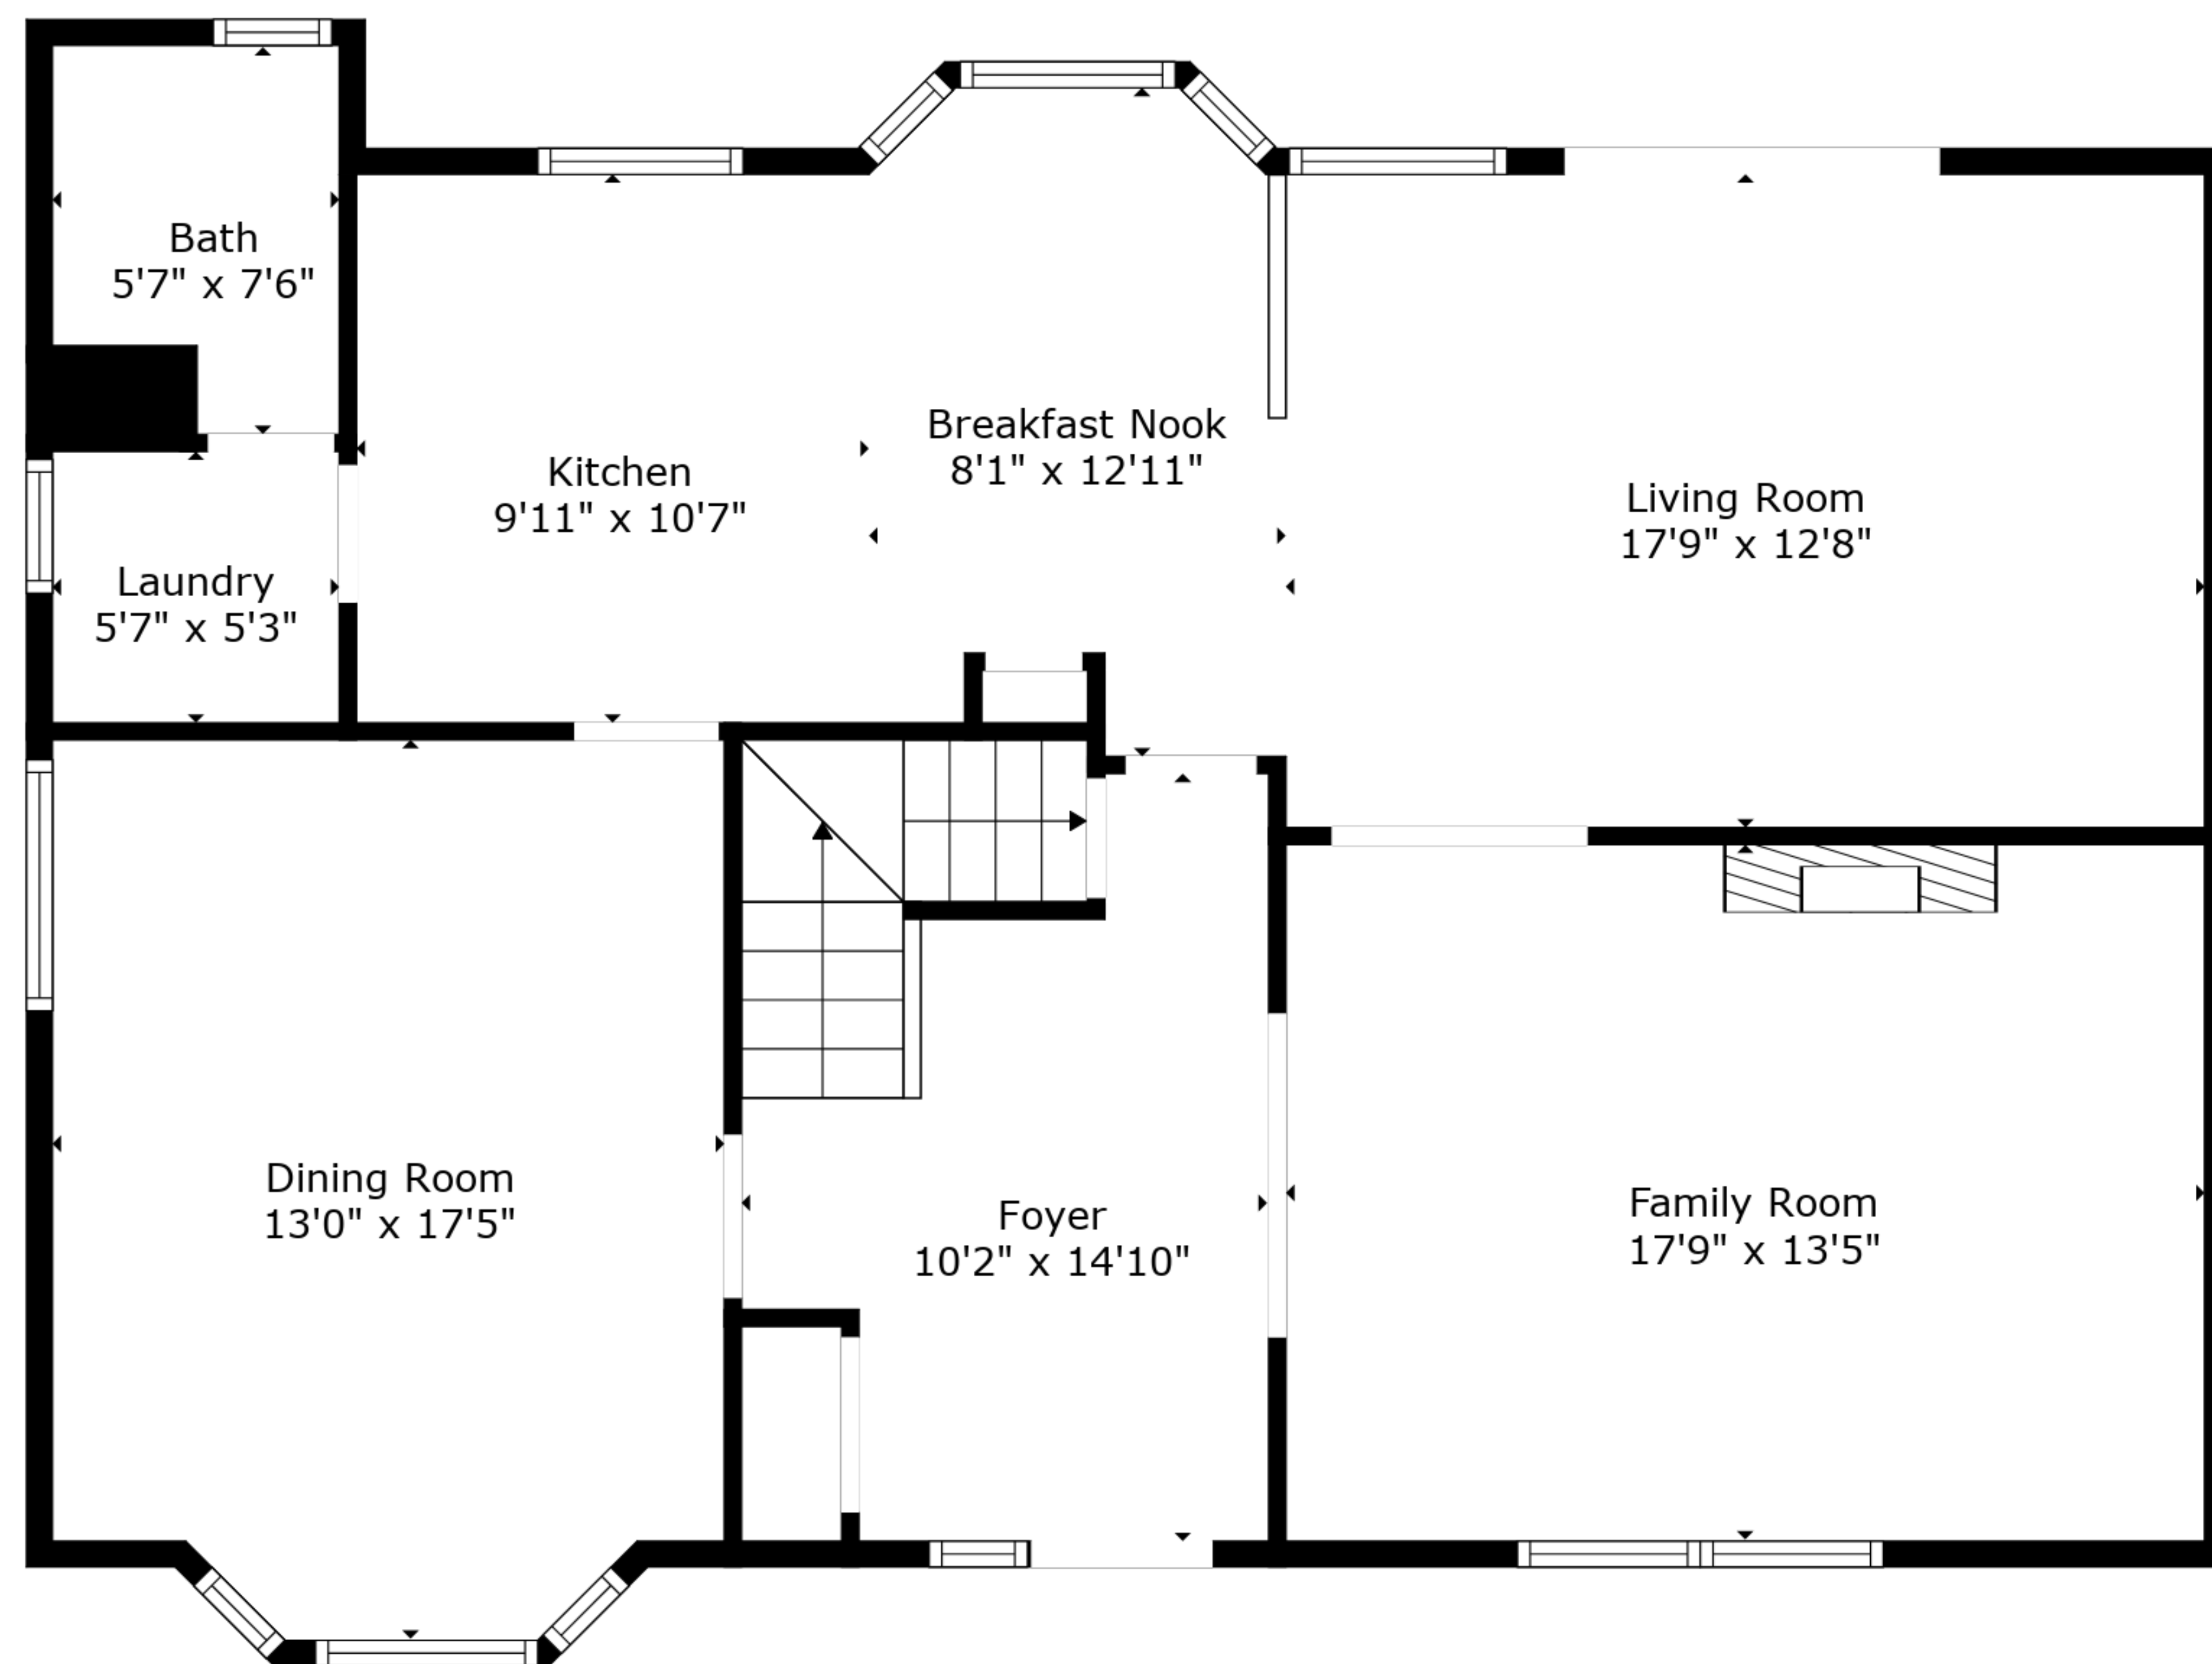 Bath
5'7" x 7'6"
Breakfast Nook
8'1" x 12'11"
Kitchen
9'11" x 10'7"
Living Room
17'9" x 12'8"
Laundry
5'7" x 5'3"
Dining Room
13'0" x 17'5"
Foyer
10'2" x 14'10"
Family Room
17'9" x 13'5"